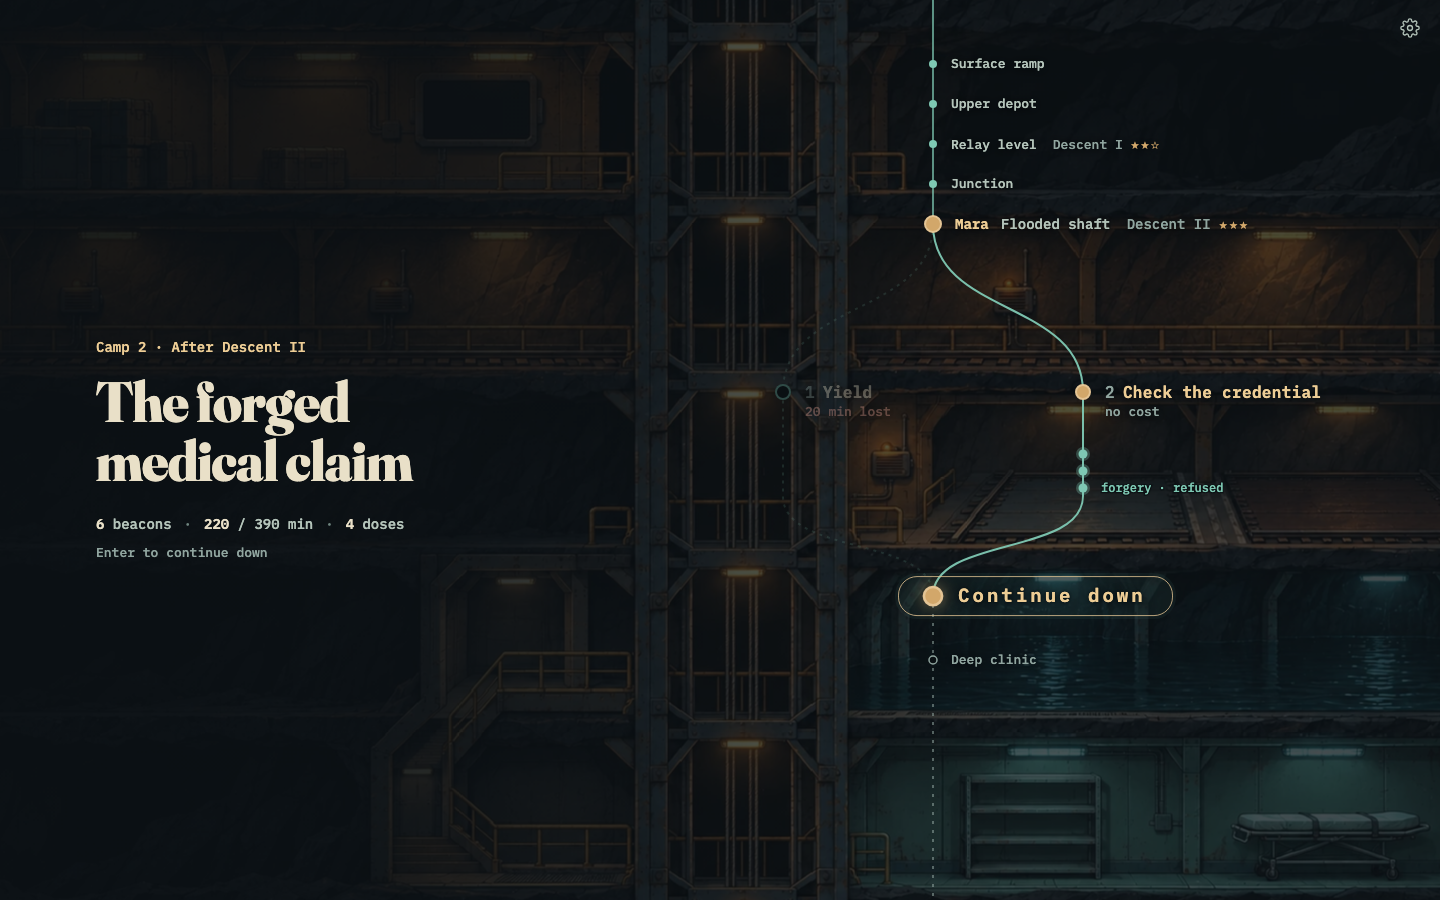 Surface ramp
Upper depot
Relay level Descent I ★★☆
Junction
Mara Flooded shaft Descent II ★★★
Camp 2 · After Descent II
The forged
medical claim
6 beacons · 220 / 390 min · 4 doses
Enter to continue down
1 Yield
20 min lost
2 Check the credential
no cost
forgery · refused
Continue down
Deep clinic